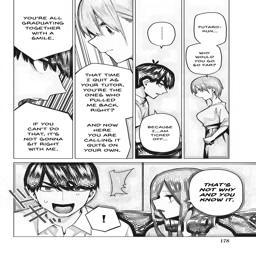 FUTARO-
KUN...
WHY
WOULD
YOU GO
SO FAR?
BECAUSE
I...AM
TICKED
OFF...
THAT TIME
I QUIT AS
YOUR TUTOR,
YOU'RE THE
ONES WHO
PULLED
ME BACK,
RIGHT?
AND NOW
HERE
YOU ARE
CALLING IT
QUITS ON
YOUR OWN.
YOU'RE ALL
GRADUATING
TOGETHER
WITH A
SMILE.
IF YOU
CAN'T DO
THAT, IT'S
NOT GONNA
SIT RIGHT
WITH ME.
THAT'S
NOT WHY AND
YOU KNOW
IT.
!
178